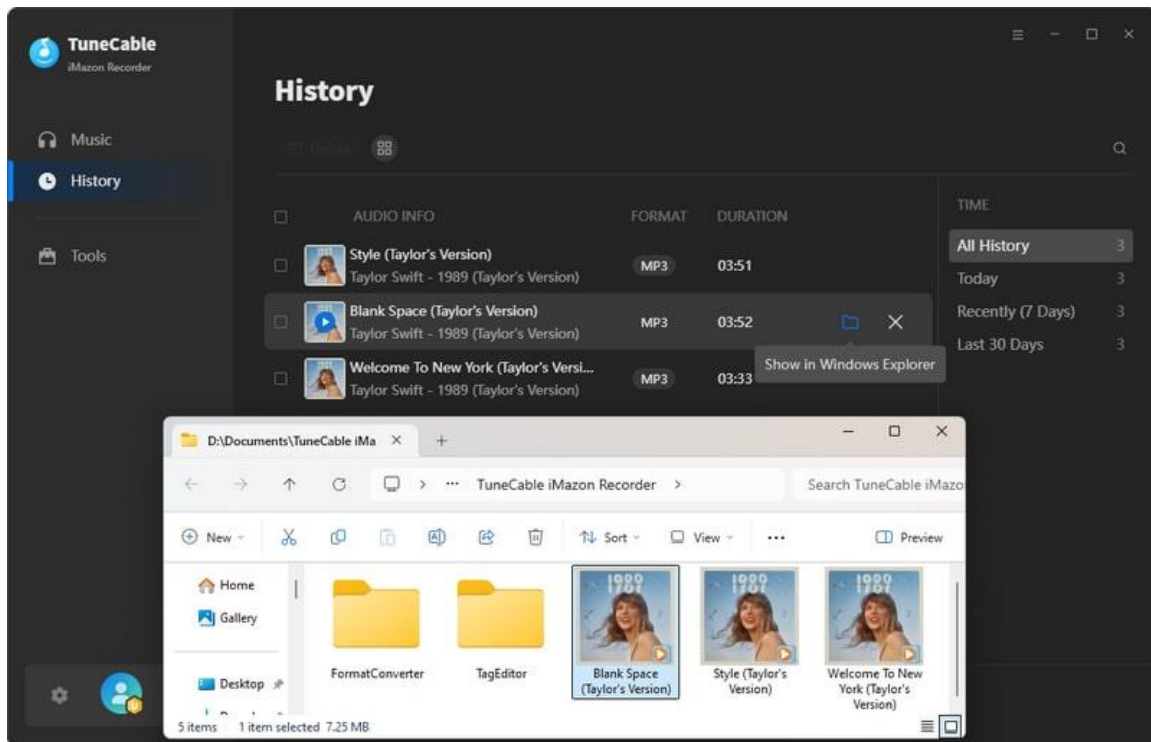 TuneCable
iMazon Recorder
Music
History
Tools
History
AUDIO INFO FORMAT DURATION
Style (Taylor's Version)
Taylor Swift - 1989 (Taylor's Version)
MP3 03:51
Blank Space (Taylor's Version)
Taylor Swift - 1989 (Taylor's Version)
MP3 03:52
Show in Windows Explorer
Welcome To New York (Taylor's Versi...
Taylor Swift - 1989 (Taylor's Version)
MP3 03:33
TIME
All History 3
Today 3
Recently (7 Days) 3
Last 30 Days 3
D:\Documents\TuneCable iMa
... TuneCable iMazon Recorder
Search TuneCable iMazo
New Sort View ... Preview
Home
Gallery
Desktop
FormatConverter
TagEditor
1989
Blank Space
(Taylor's Version)
1989
Style (Taylor's
Version)
1989
Welcome To New
York (Taylor's
Version)
5 items 1 item selected 7.25 MB